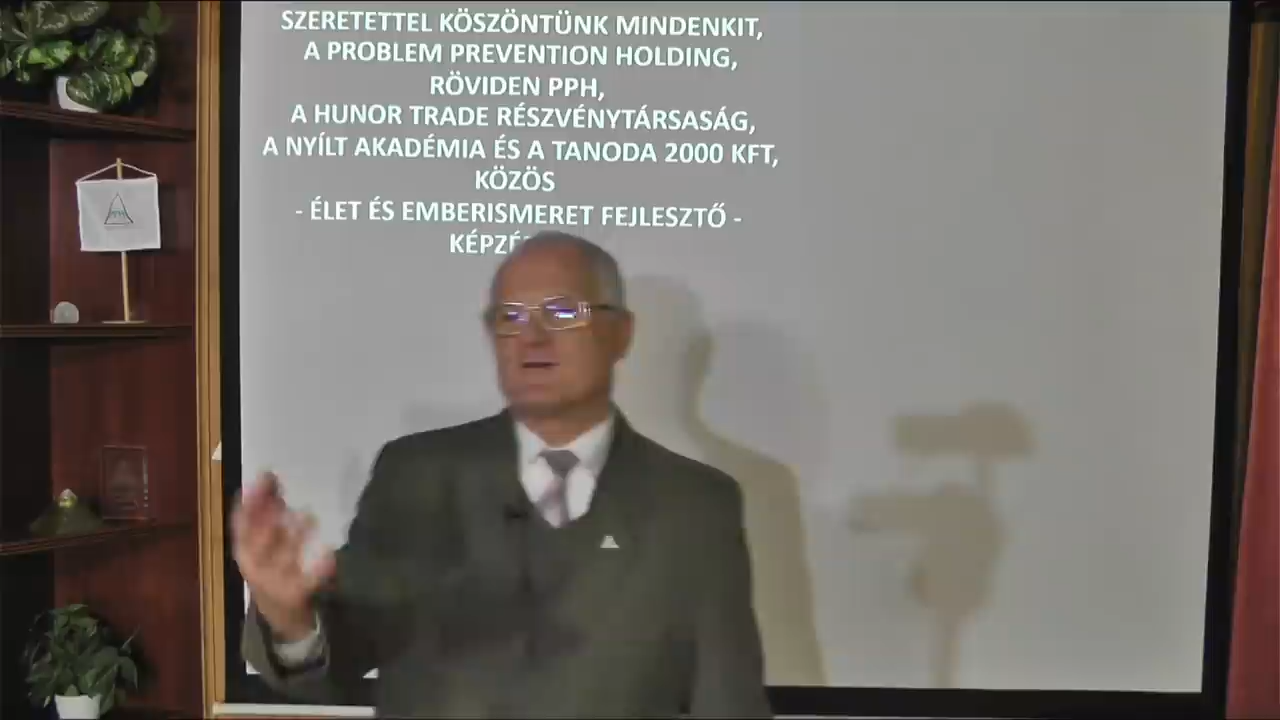 SZERETETTEL KÖSZÖNTÜNK MINDENKIT,
A PROBLEM PREVENTION HOLDING,
RÖVIDEN PPH,
A HUNOR TRADE RÉSZVÉNYTÁRSASÁG,
A NYÍLT AKADÉMIA ÉS A TANODA 2000 KFT,
KÖZÖS
- ÉLET ÉS EMBERISMERET FEJLESZTŐ -